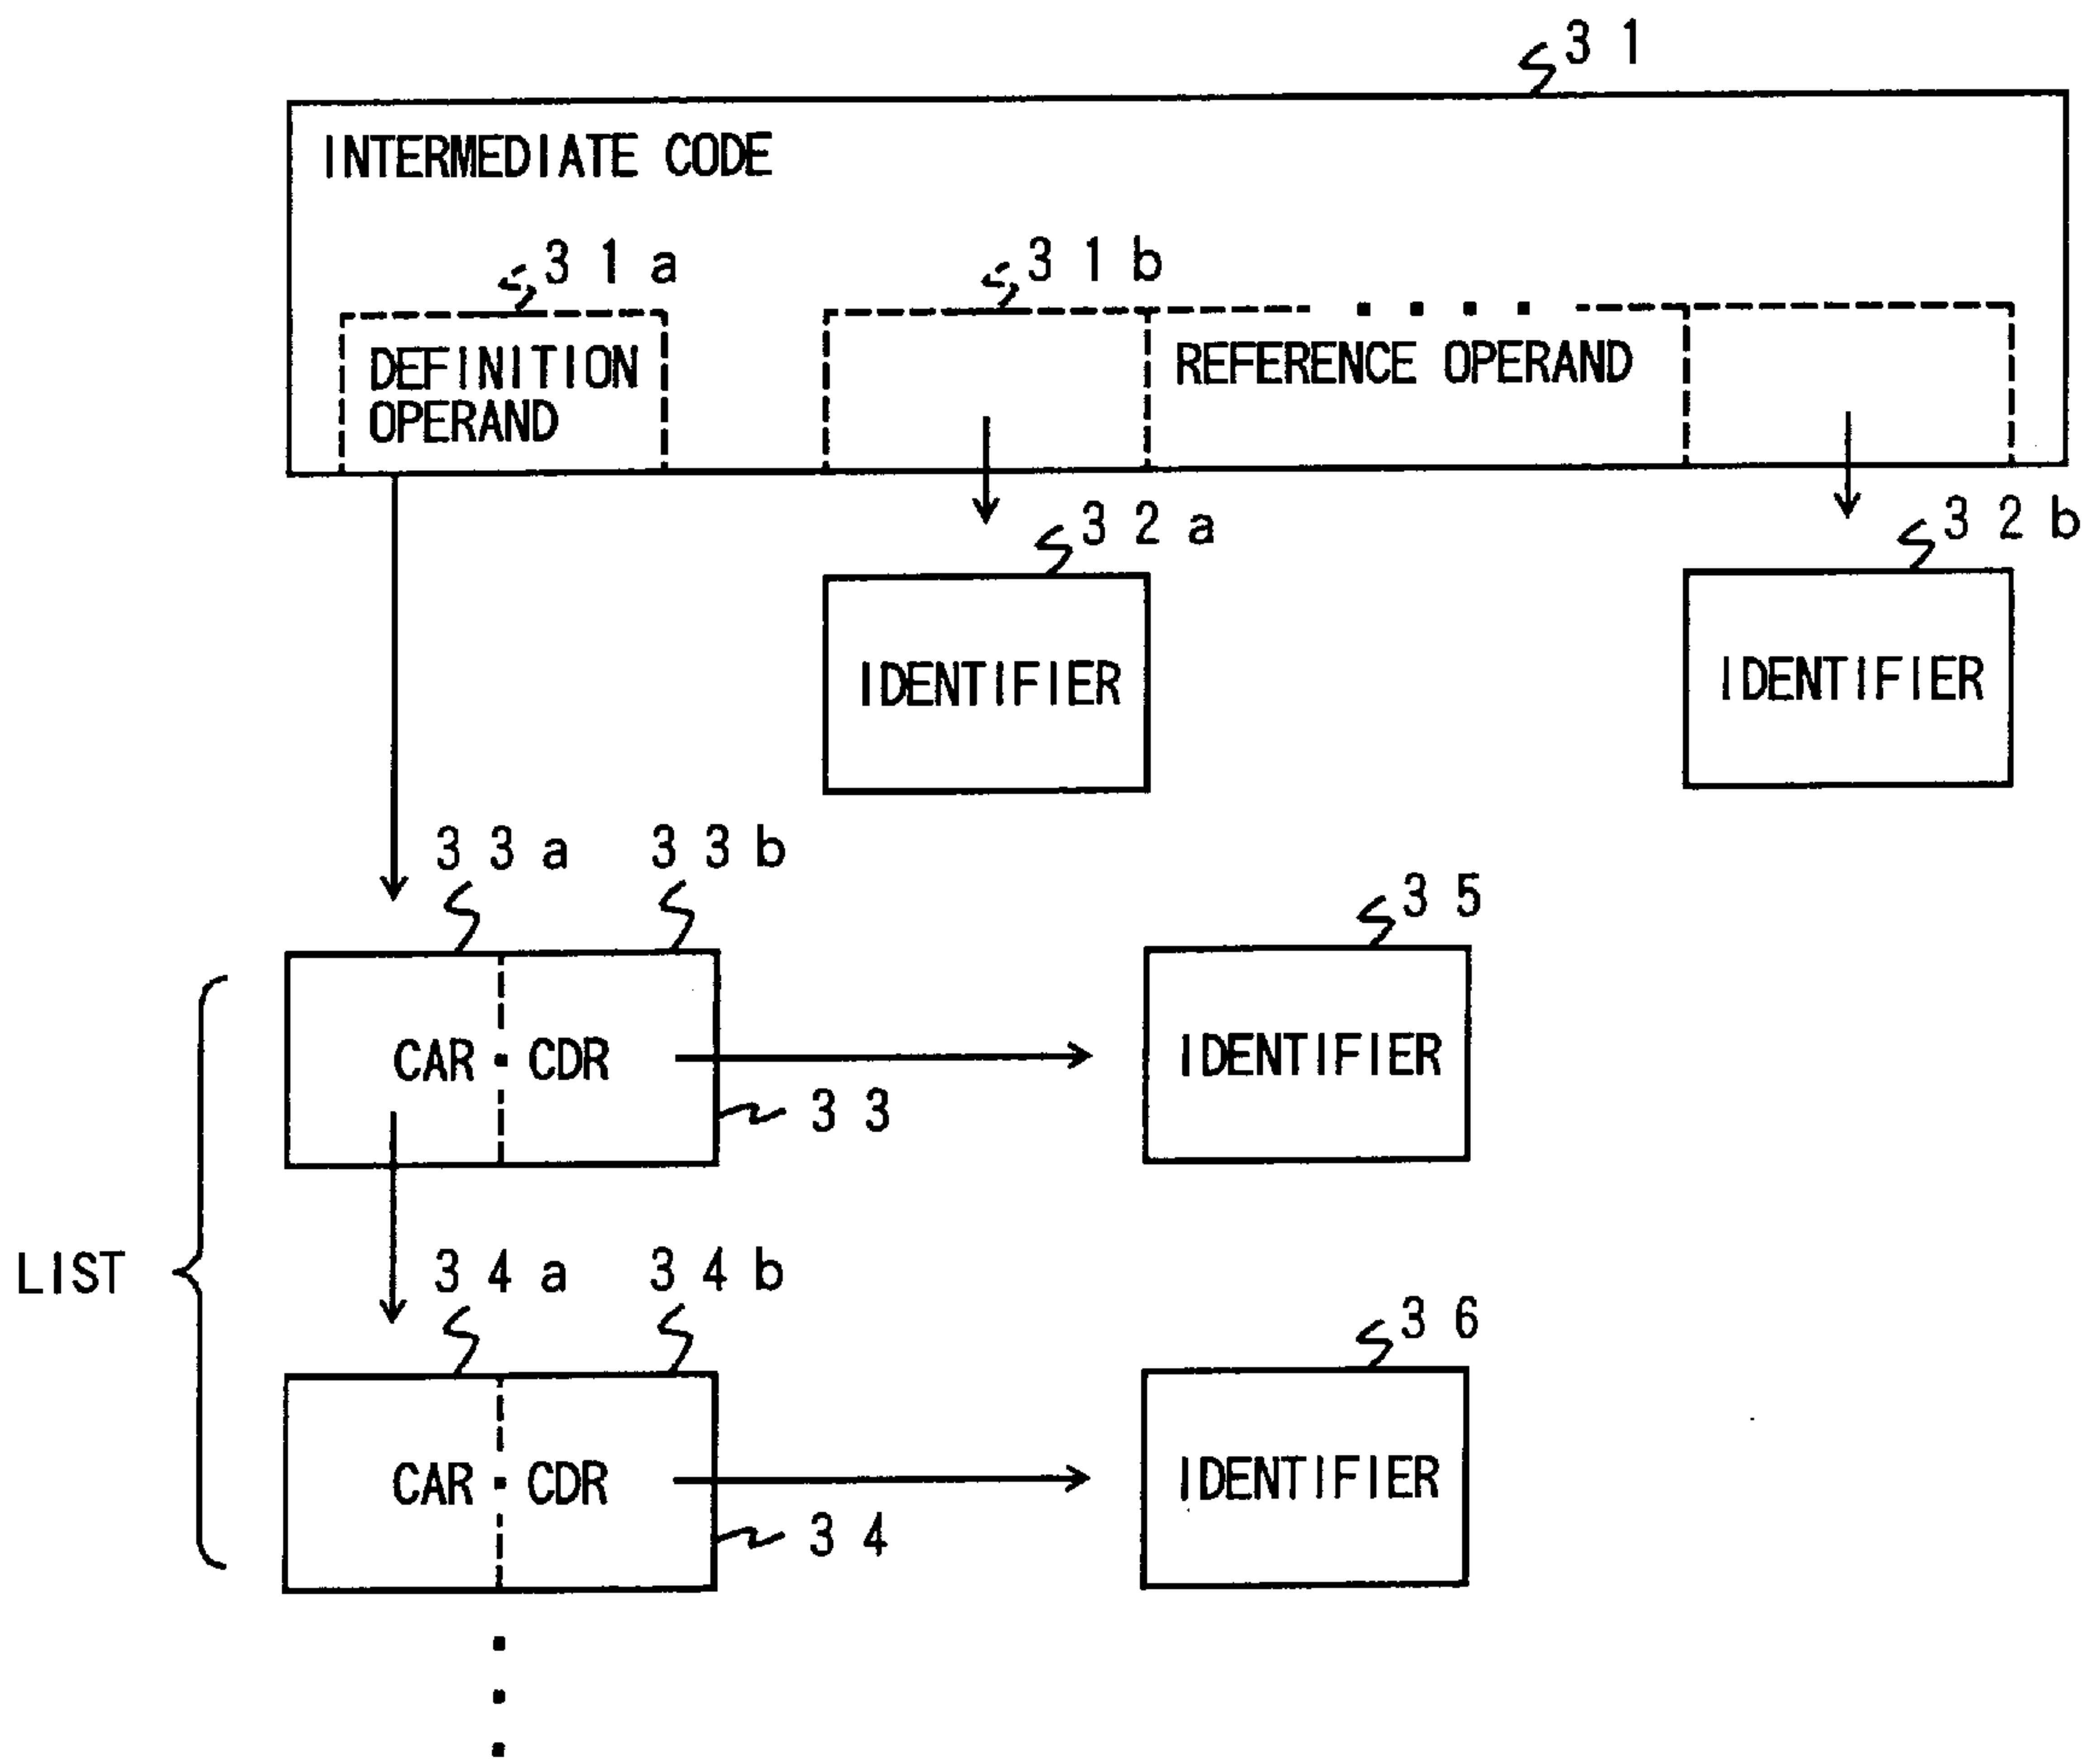 31
INTERMEDIATE CODE
31a
31b
DEFINITION
OPERAND
REFERENCE OPERAND
32a
32b
IDENTIFIER
IDENTIFIER
33a
33b
35
CAR・CDR
IDENTIFIER
33
LIST
34a
34b
36
CAR・CDR
IDENTIFIER
34